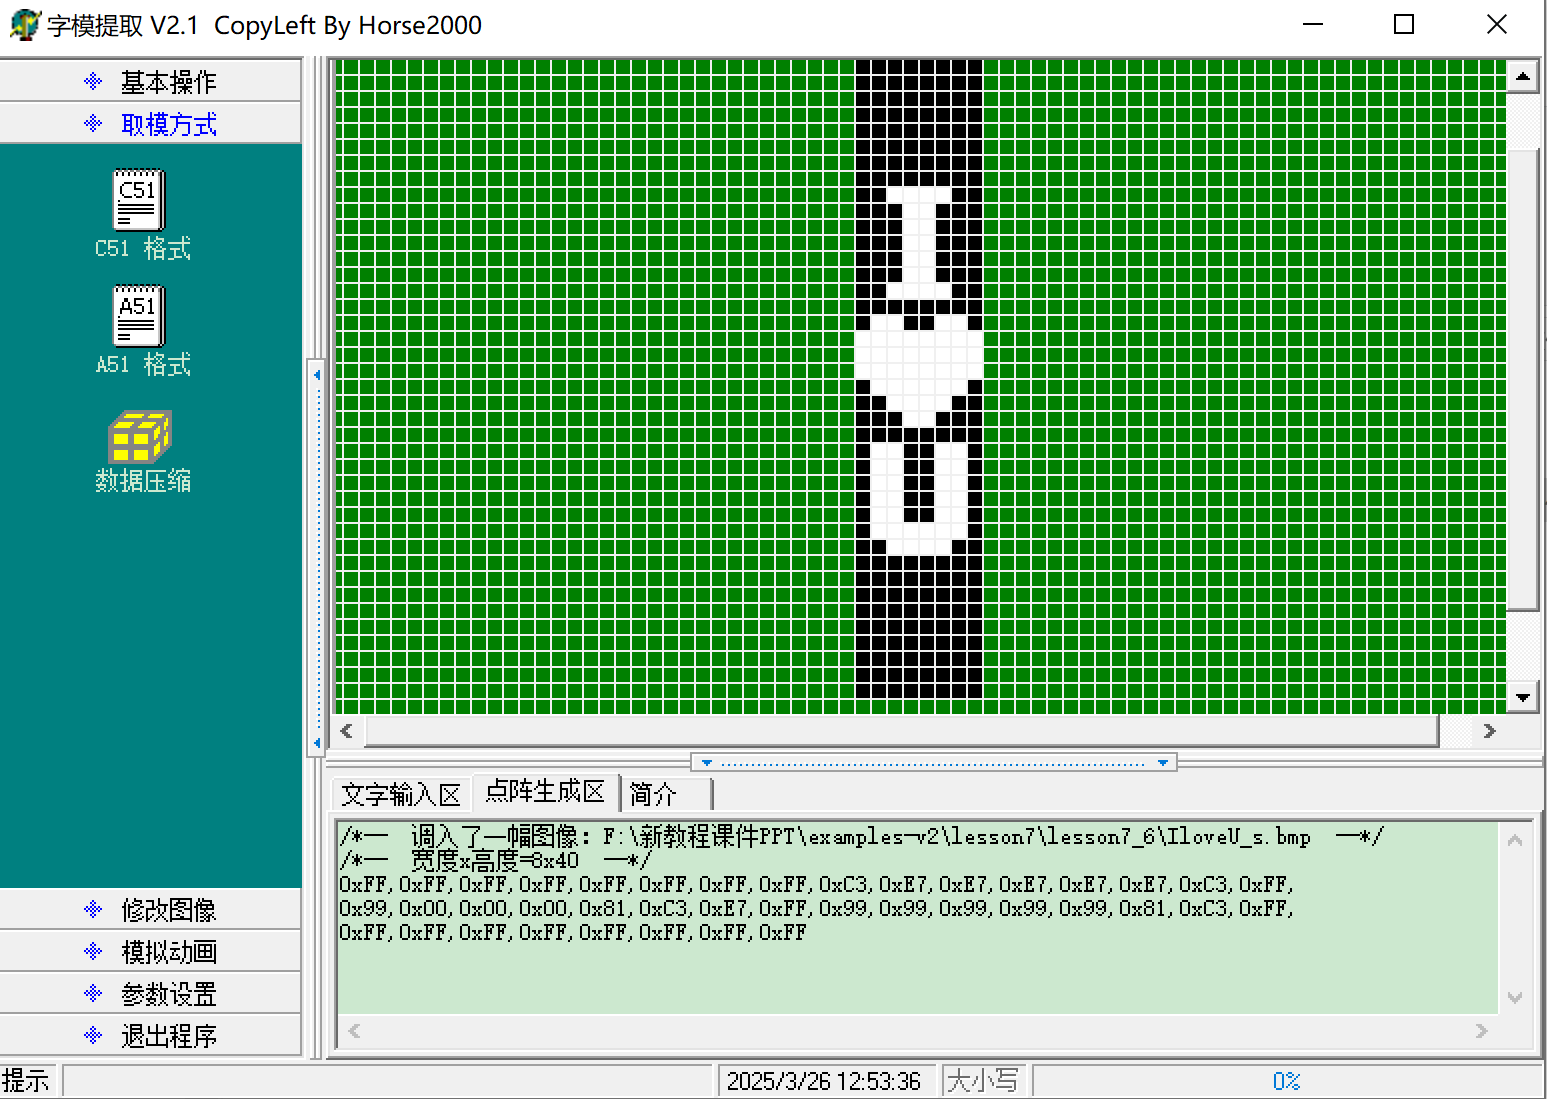 字模提取 V2.1  CopyLeft By Horse2000
基本操作
取模方式
C51
C51 格式
A51
A51 格式
数据压缩
修改图像
模拟动画
参数设置
退出程序
文字输入区 点阵生成区 简介
/*—  调入了一幅图像：F:\新教程课件PPT\examples-v2\lesson7\lesson7_6\IloveU_s.bmp  —*/
/*—  宽度x高度=8x40  —*/
0xFF,0xFF,0xFF,0xFF,0xFF,0xFF,0xFF,0xFF,0xC3,0xE7,0xE7,0xE7,0xE7,0xE7,0xC3,0xFF,
0x99,0x00,0x00,0x00,0x81,0xC3,0xE7,0xFF,0x99,0x99,0x99,0x99,0x99,0x81,0xC3,0xFF,
0xFF,0xFF,0xFF,0xFF,0xFF,0xFF,0xFF,0xFF
提示 2025/3/26 12:53:36 大小写 0%